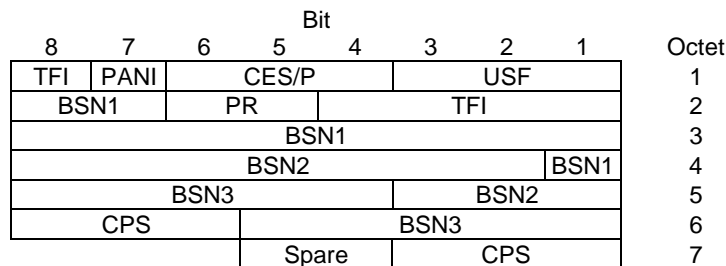 Bit
8 7 6 5 4 3 2 1 Octet
TFI PANI CES/P USF 1
BSN1 PR TFI 2
BSN1 3
BSN2 BSN1 4
BSN3 BSN2 5
CPS BSN3 6
Spare CPS 7